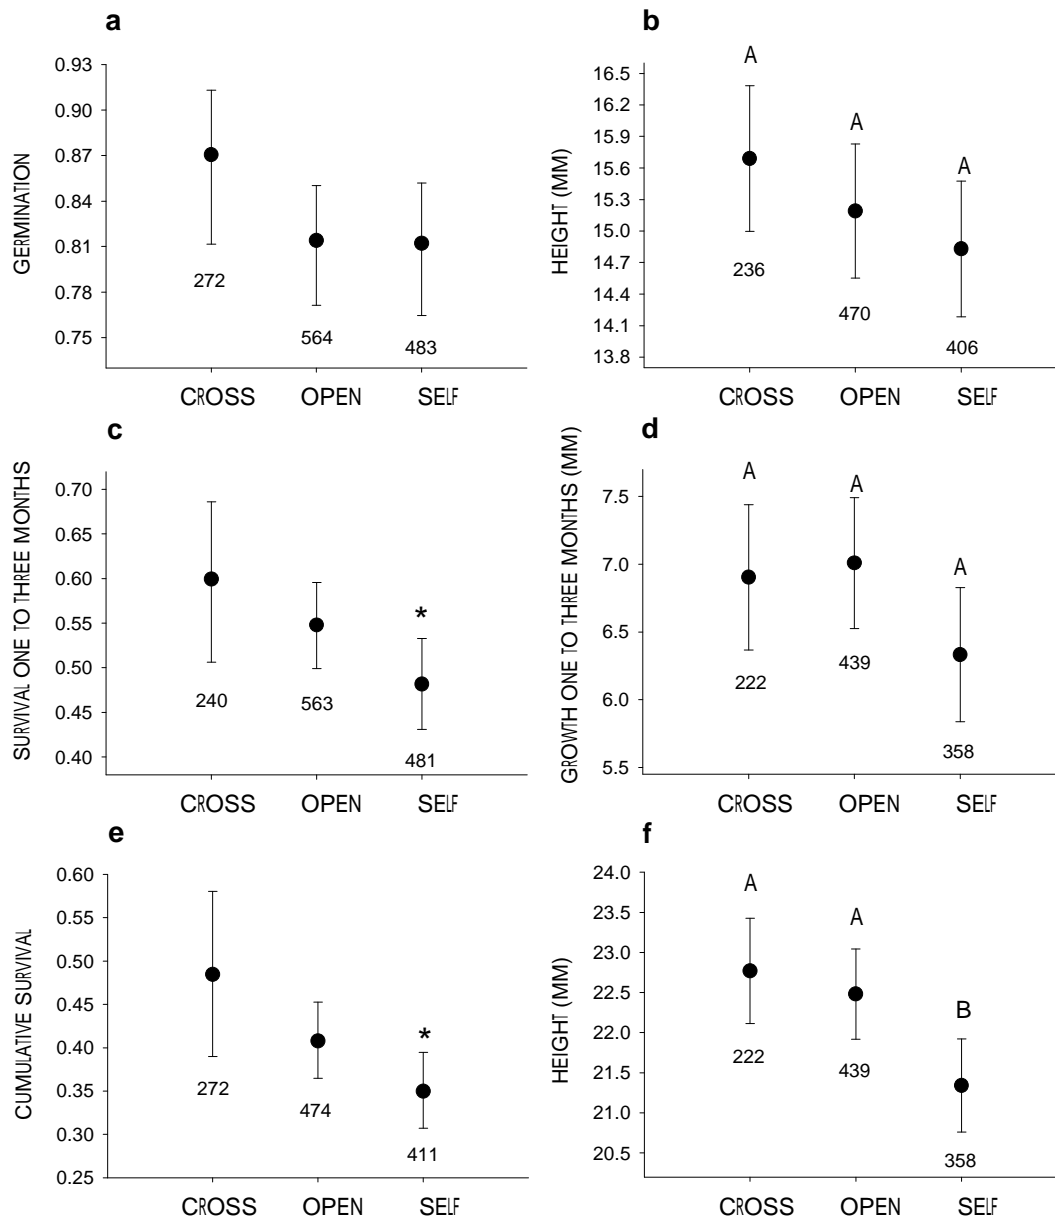 a
0.93
0.90
0.87
0.84
0.81
0.78
0.75
GERMINATION
272
564
483
CROSS OPEN SELF
b
16.5
16.2
15.9
15.6
15.3
15.0
14.7
14.4
14.1
13.8
HEIGHT (MM)
A
A
A
236
470
406
CROSS OPEN SELF
c
0.70
0.65
0.60
0.55
0.50
0.45
0.40
SURVIVAL ONE TO THREE MONTHS
*
240
563
481
CROSS OPEN SELF
d
7.5
7.0
6.5
6.0
5.5
GROWTH ONE TO THREE MONTHS (MM)
A
A
A
222
439
358
CROSS OPEN SELF
e
0.60
0.55
0.50
0.45
0.40
0.35
0.30
0.25
CUMULATIVE SURVIVAL
*
272
474
411
CROSS OPEN SELF
f
24.0
23.5
23.0
22.5
22.0
21.5
21.0
20.5
HEIGHT (MM)
A
A
B
222
439
358
CROSS OPEN SELF